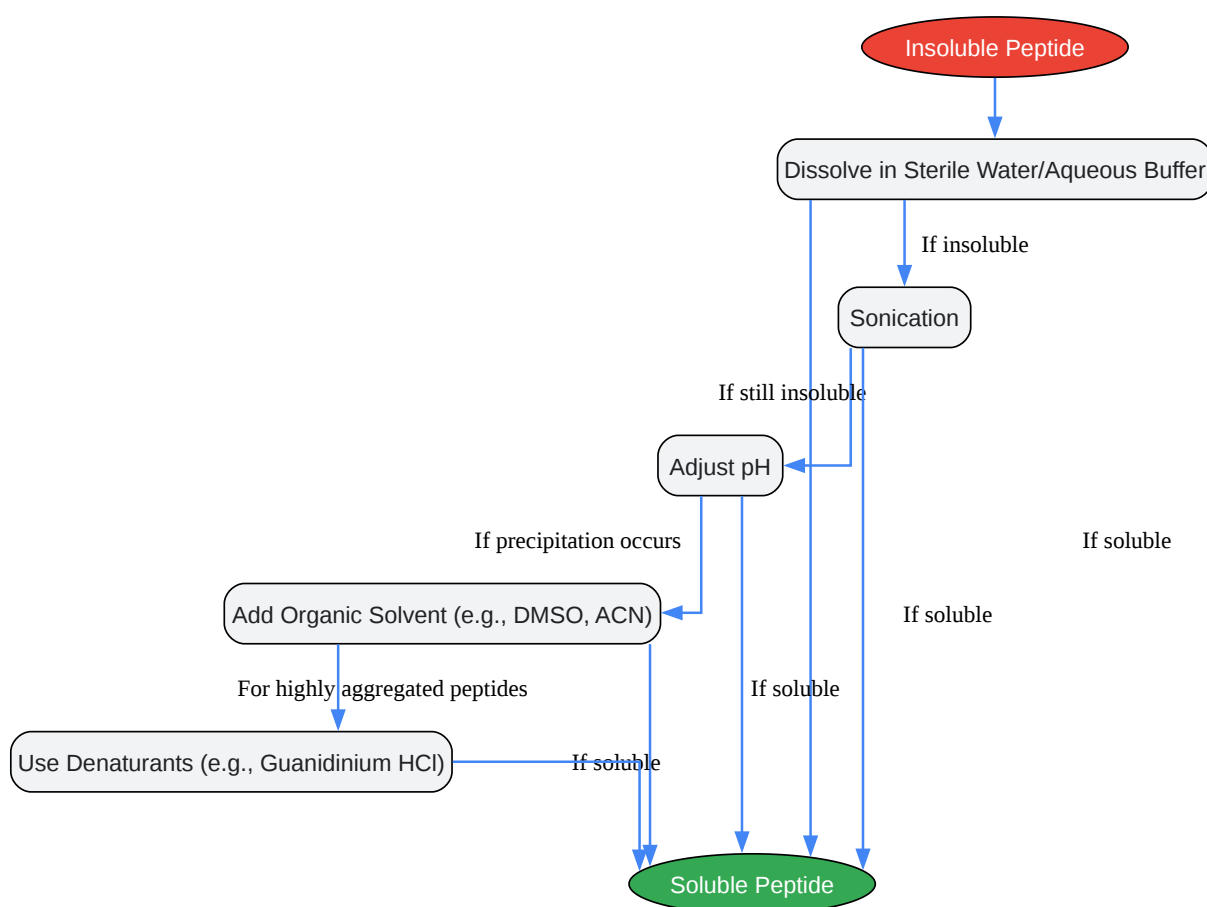 Insoluble Peptide
Dissolve in Sterile Water/Aqueous Buffer
If insoluble
Sonication
If still insoluble
Adjust pH
If precipitation occurs
If soluble
Add Organic Solvent (e.g., DMSO, ACN)
If soluble
For highly aggregated peptides
If soluble
Use Denaturants (e.g., Guanidinium HCl)
If soluble
Soluble Peptide